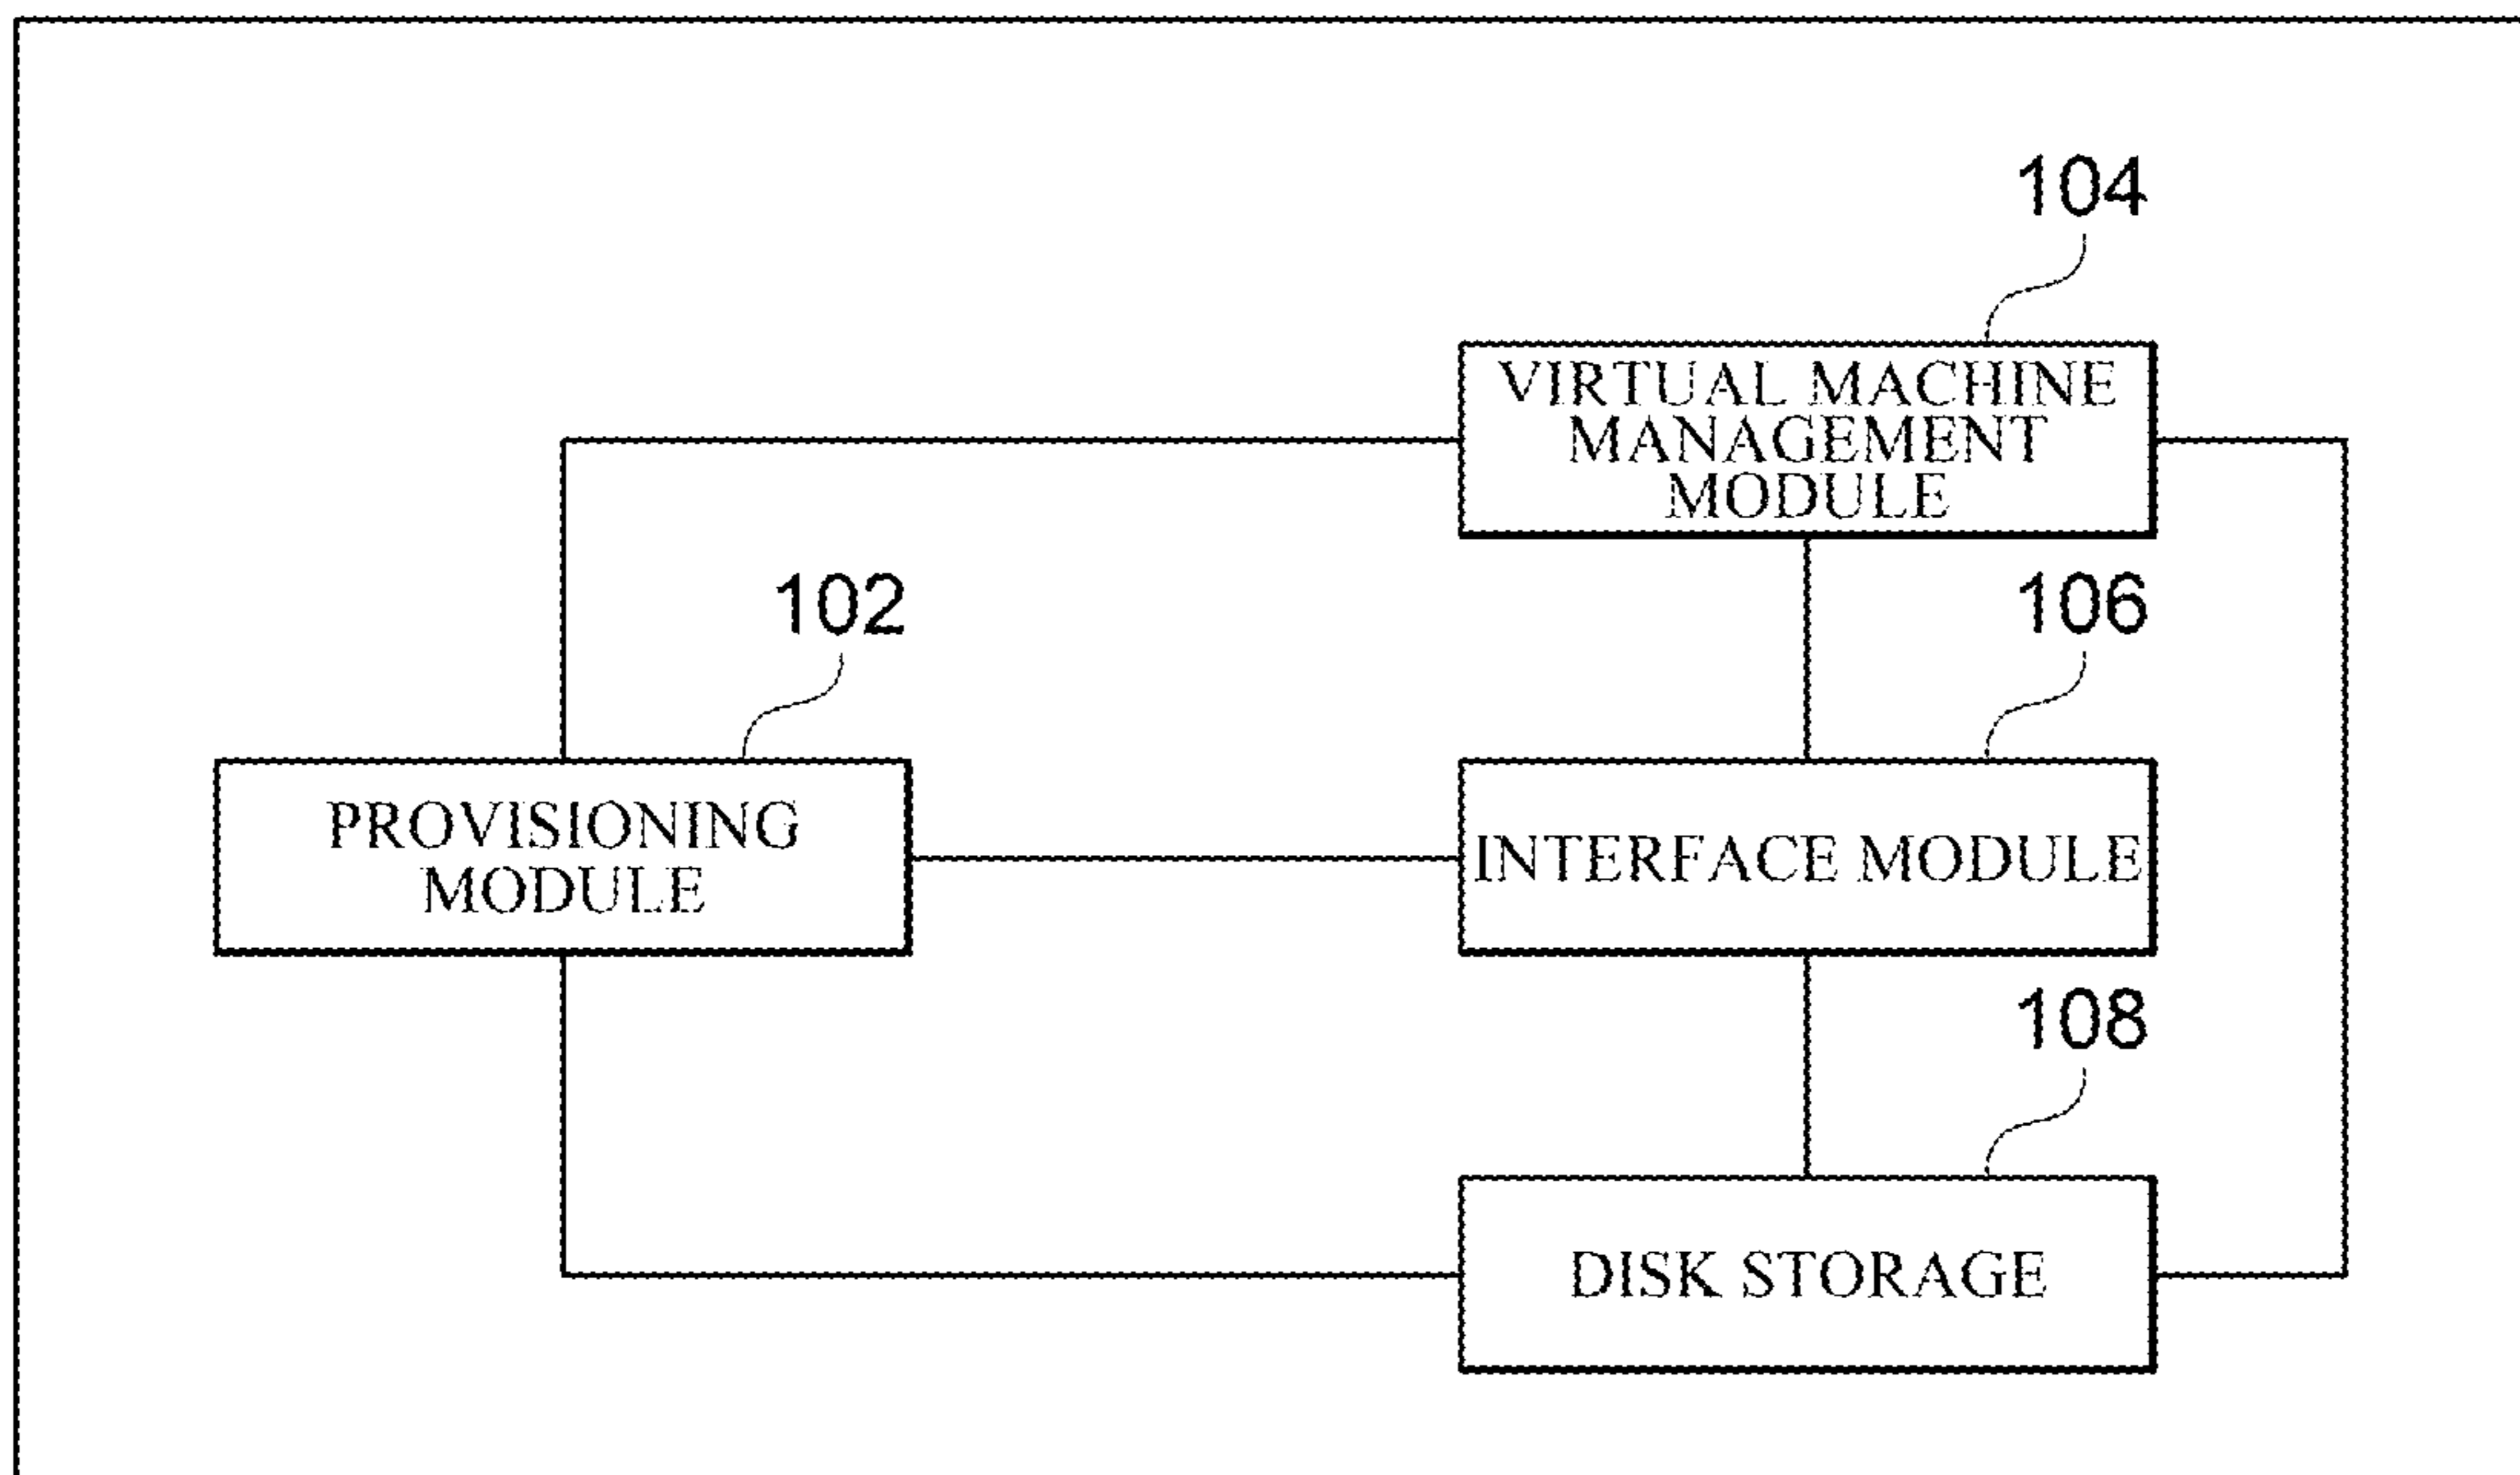 104
VIRTUAL MACHINE
MANAGEMENT
MODULE
102
106
PROVISIONING
MODULE
INTERFACE MODULE
108
DISK STORAGE